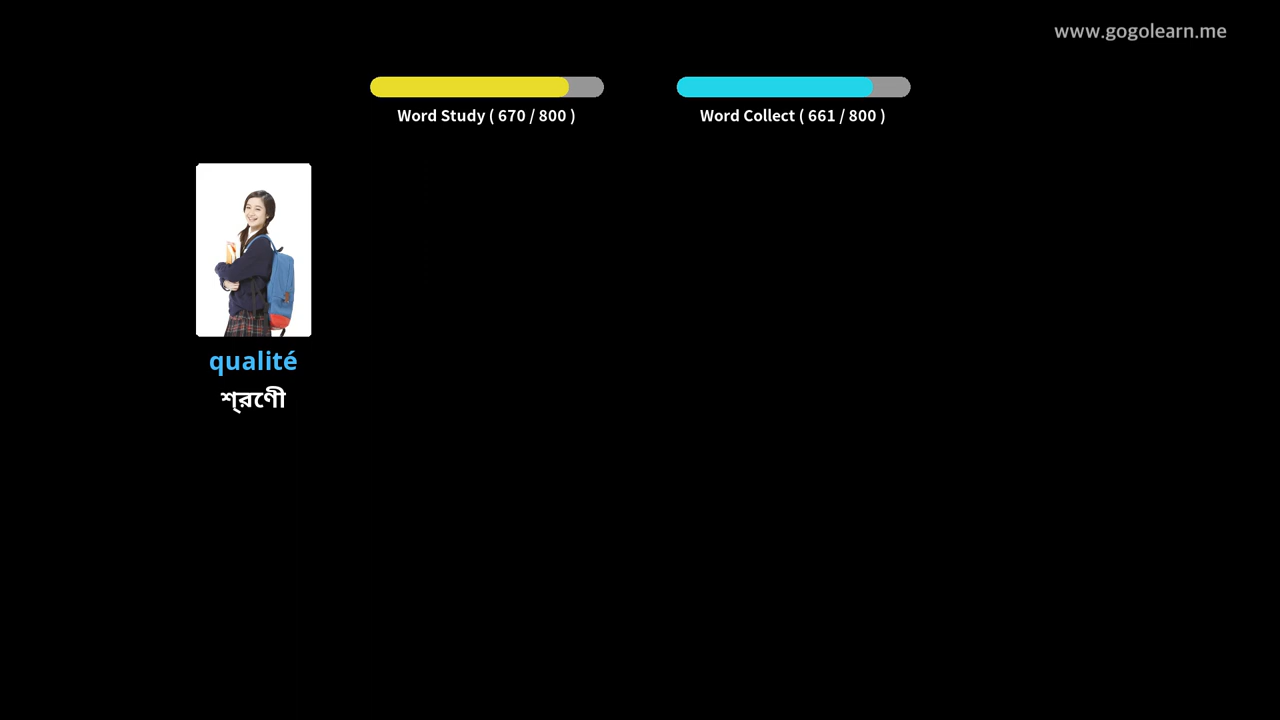 www.gogolearn.me
Word Study ( 670 / 800 )
Word Collect ( 661 / 800 )
qualité
শ্রেণী